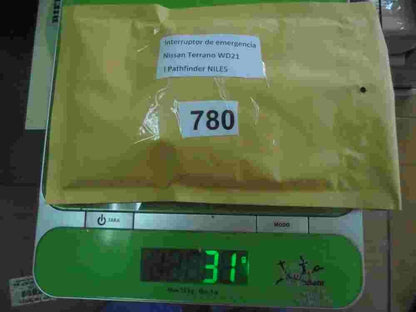 Interruptor de emergencia
Nissan Terrano WD21
I Pathfinder NILES
780
TARA
MODO
31